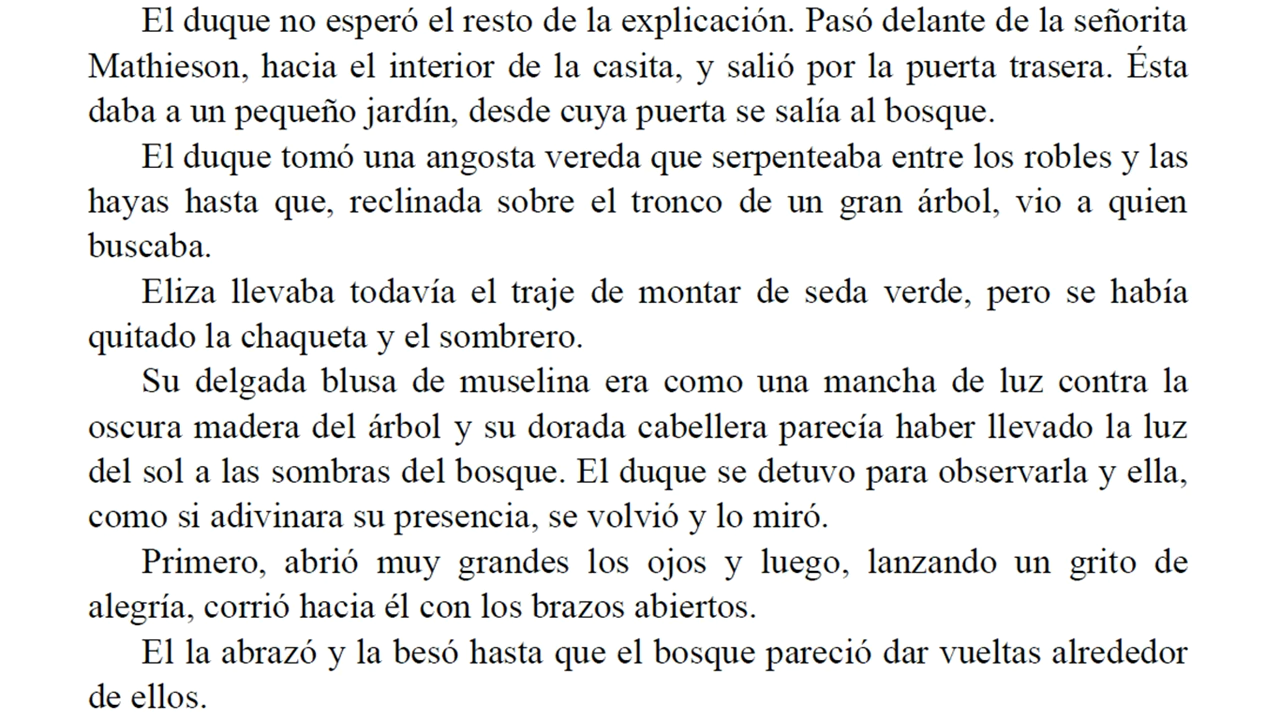 El duque no esperó el resto de la explicación. Pasó delante de la señorita
Mathieson, hacia el interior de la casita, y salió por la puerta trasera. Ésta
daba a un pequeño jardín, desde cuya puerta se salía al bosque.
El duque tomó una angosta vereda que serpenteaba entre los robles y las
hayas hasta que, reclinada sobre el tronco de un gran árbol, vio a quien
buscaba.
Eliza llevaba todavía el traje de montar de seda verde, pero se había
quitado la chaqueta y el sombrero.
Su delgada blusa de muselina era como una mancha de luz contra la
oscura madera del árbol y su dorada cabellera parecía haber llevado la luz
del sol a las sombras del bosque. El duque se detuvo para observarla y ella,
como si adivinara su presencia, se volvió y lo miró.
Primero, abrió muy grandes los ojos y luego, lanzando un grito de
alegría, corrió hacia él con los brazos abiertos.
El la abrazó y la besó hasta que el bosque pareció dar vueltas alrededor
de ellos.